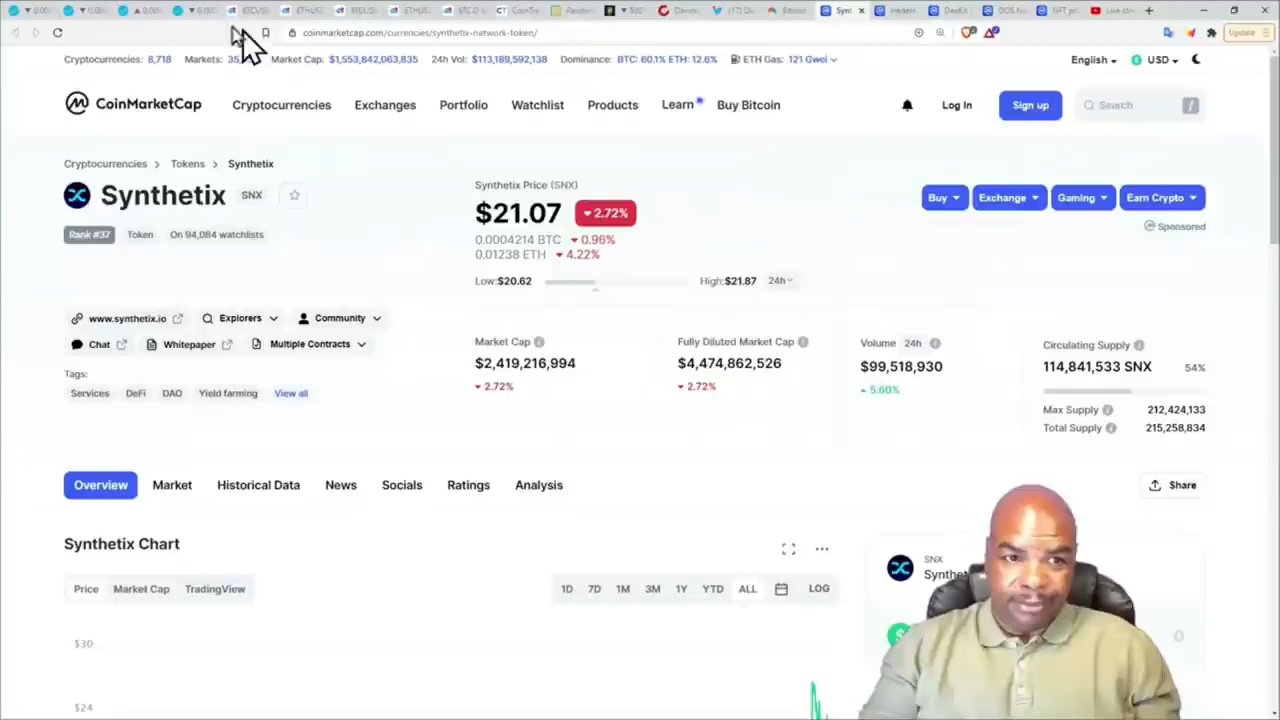 Update
coinmarketcap.com/currencies/synthetix-network-token/
Cryptocurrencies: 8,718 Markets: 35, Market Cap: $1,553,842,063,835 24h Vol: $113,189,592,138 Dominance: BTC: 60.1% ETH: 12.6% ETH Gas: 121 Gwei English USD
CoinMarketCap Cryptocurrencies Exchanges Portfolio Watchlist Products Learn Buy Bitcoin Log In Sign up Search /
Cryptocurrencies > Tokens > Synthetix
Synthetix SNX
Rank #37 Token On 94,084 watchlists
Synthetix Price (SNX)
$21.07 2.72%
0.0004214 BTC 0.96%
0.01238 ETH 4.22%
Low:$20.62 High:$21.87 24h
Buy Exchange Gaming Earn Crypto
Sponsored
www.synthetix.io Explorers Community
Chat Whitepaper Multiple Contracts
Tags:
Services DeFi DAO Yield farming View all
Market Cap
$2,419,216,994
2.72%
Fully Diluted Market Cap
$4,474,862,526
2.72%
Volume 24h
$99,518,930
5.60%
Circulating Supply
114,841,533 SNX 54%
Max Supply 212,424,133
Total Supply 215,258,834
Overview Market Historical Data News Socials Ratings Analysis Share
Synthetix Chart
Price Market Cap TradingView 1D 7D 1M 3M 1Y YTD ALL LOG
$30
$24
SNX